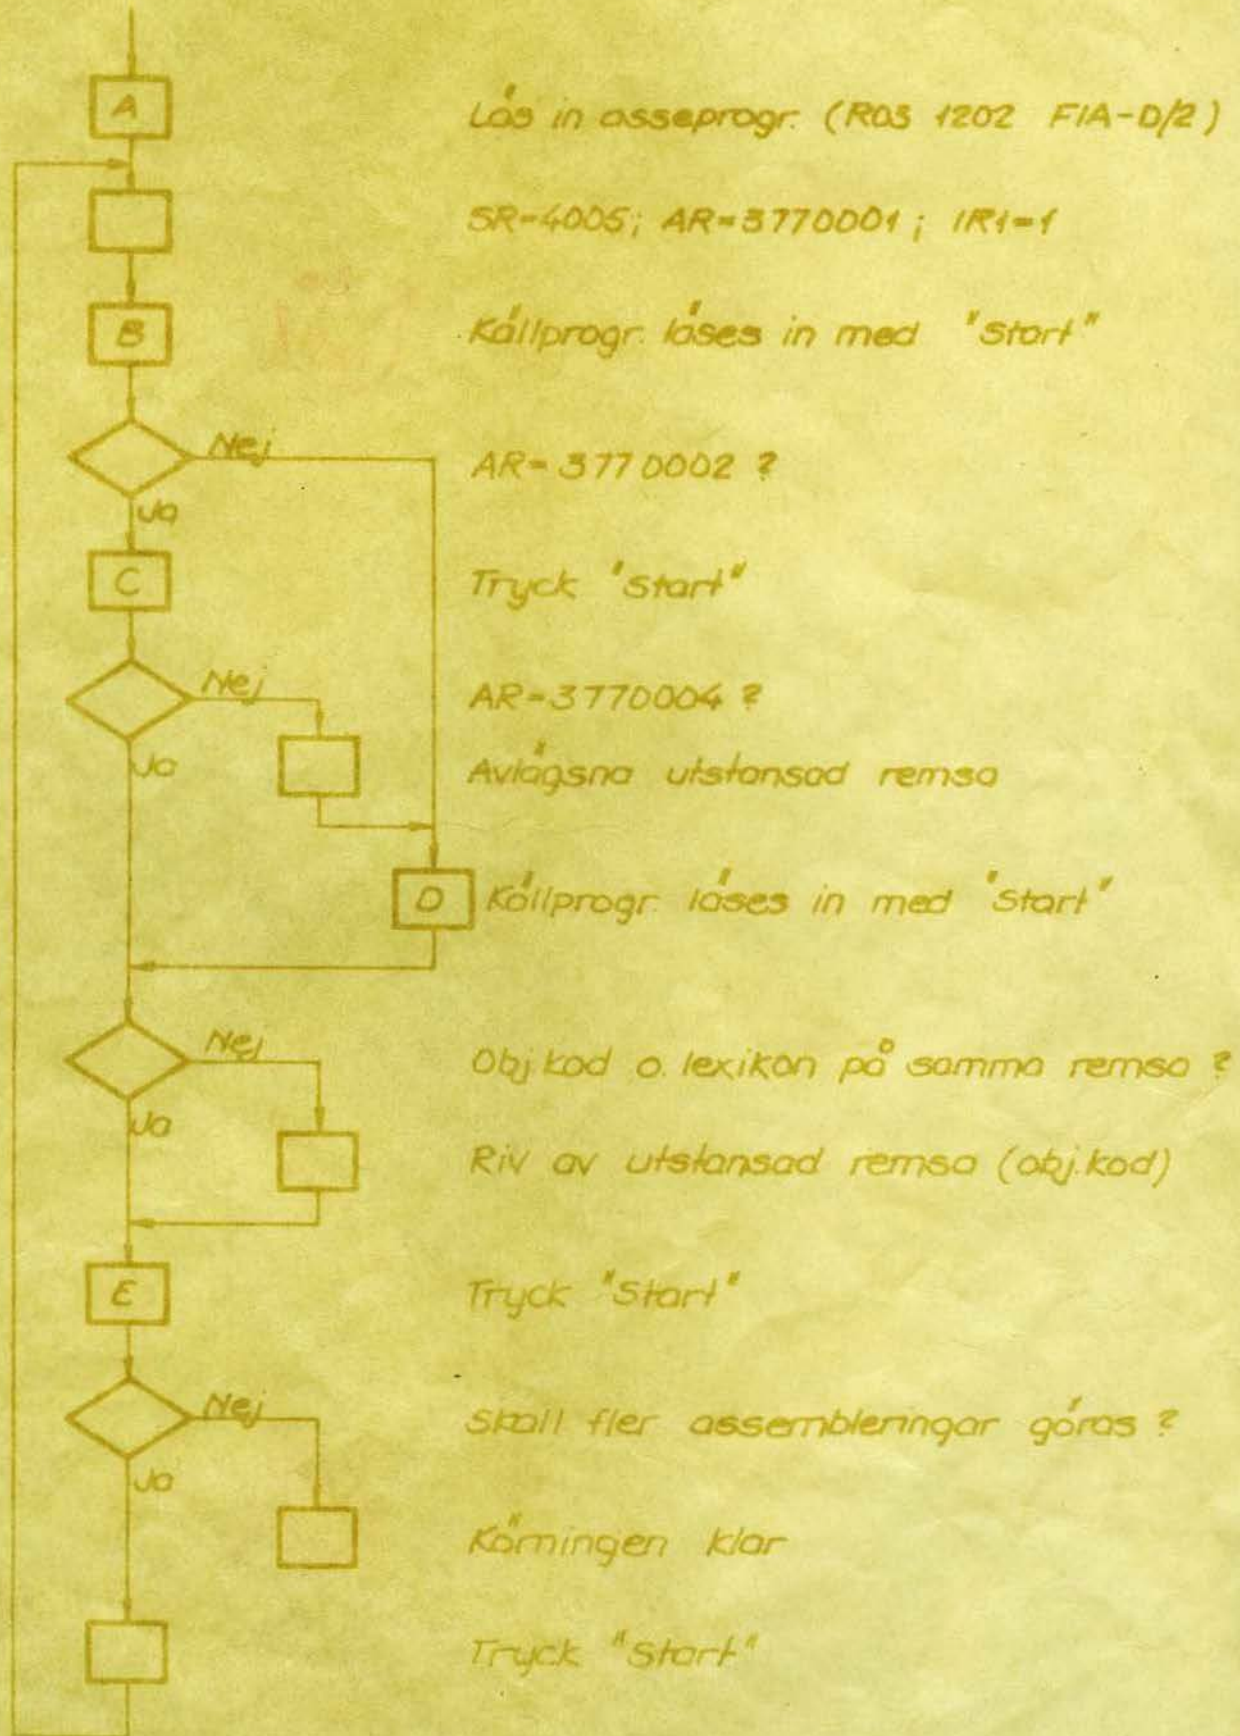 A
Läs in asseprogr. (ROS 1202 FIA-D/2)
SR=4005; AR=3770001; IR1=1
B
Källprogr. läses in med "Start"
Nej
AR=3770002 ?
Ja
C
Tryck "Start"
Nej
AR=3770004 ?
Ja
Avlägsna utstansad remsa
D
Källprogr. läses in med "Start"
Nej
Obj.kod o. lexikon på samma remsa ?
Ja
Riv av utstansad remsa (obj.kod)
E
Tryck "Start"
Nej
Skall fler assembleringar göras ?
Ja
Körningen klar
Tryck "Start"